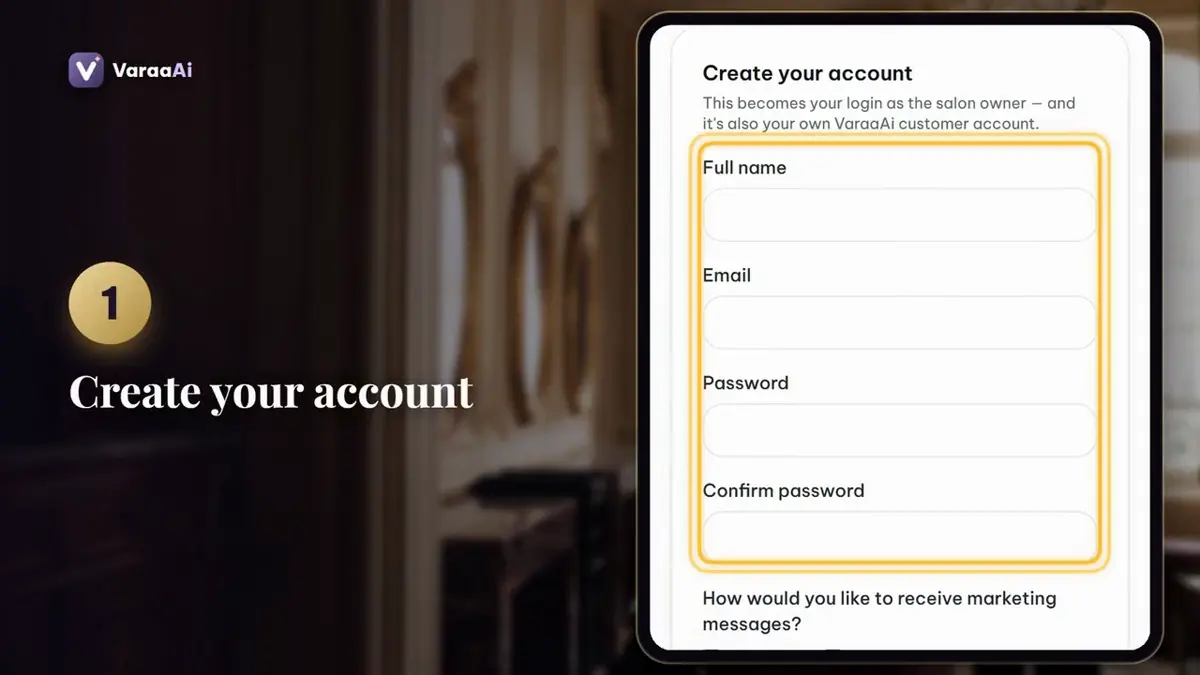 VaraaAi
1
Create your account
Create your account
This becomes your login as the salon owner — and
it's also your own VaraaAi customer account.
Full name
Email
Password
Confirm password
How would you like to receive marketing
messages?